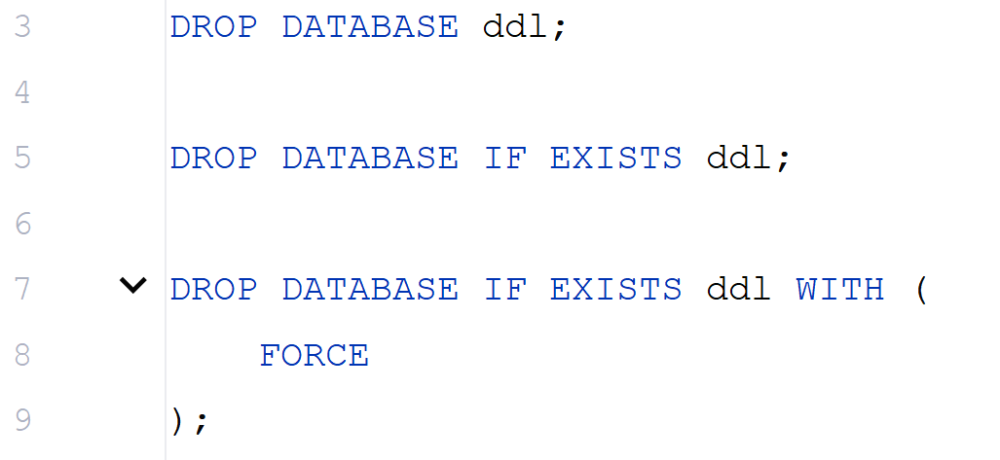 3 DROP DATABASE ddl;
4
5 DROP DATABASE IF EXISTS ddl;
6
7 DROP DATABASE IF EXISTS ddl WITH (
8     FORCE
9 );